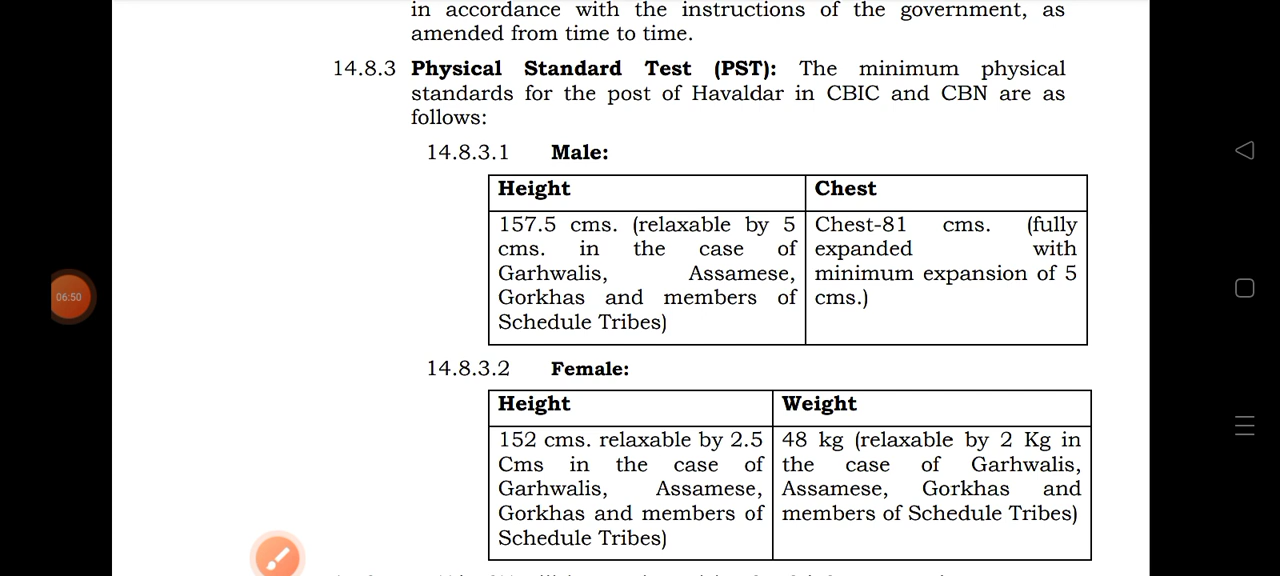 in accordance with the instructions of the government, as
amended from time to time.
14.8.3 Physical Standard Test (PST): The minimum physical
standards for the post of Havaldar in CBIC and CBN are as
follows:
14.8.3.1 Male:
Height
157.5 cms. (relaxable by 5
cms. in the case of
Garhwalis, Assamese,
Gorkhas and members of
Schedule Tribes)
Chest
Chest-81 cms. (fully
expanded with
minimum expansion of 5
cms.)
06:50
14.8.3.2 Female:
Height
152 cms. relaxable by 2.5
Cms in the case of
Garhwalis, Assamese,
Gorkhas and members of
Schedule Tribes)
Weight
48 kg (relaxable by 2 Kg in
the case of Garhwalis,
Assamese, Gorkhas and
members of Schedule Tribes)